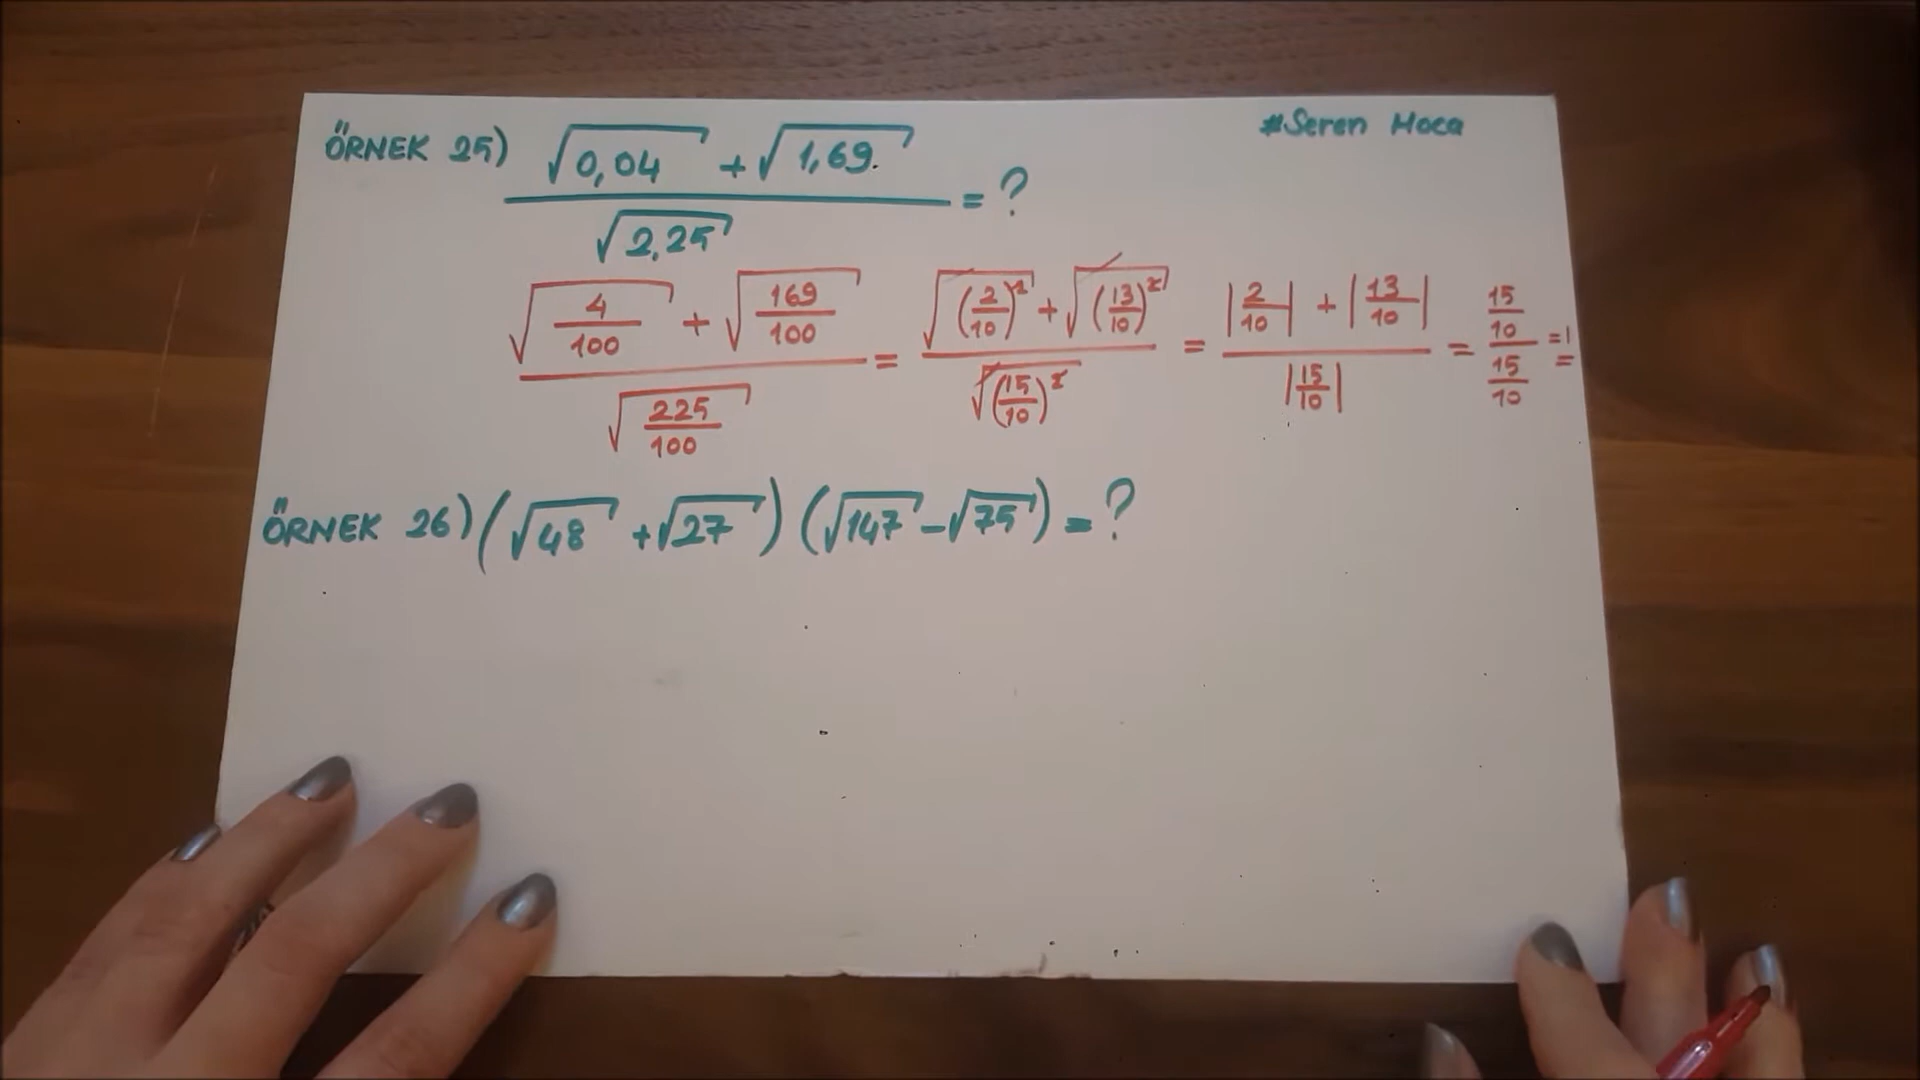 ÖRNEK 25) (√0,04 + √1,69) / √2,25 = ?
#Seren Hoca
(√(4/100) + √(169/100)) / √(225/100) = (√(2/10)² + √(13/10)²) / √(15/10)² = (|2/10| + |13/10|) / |15/10| = (15/10) / (15/10) = 1
ÖRNEK 26) (√48 + √27) (√147 - √75) = ?